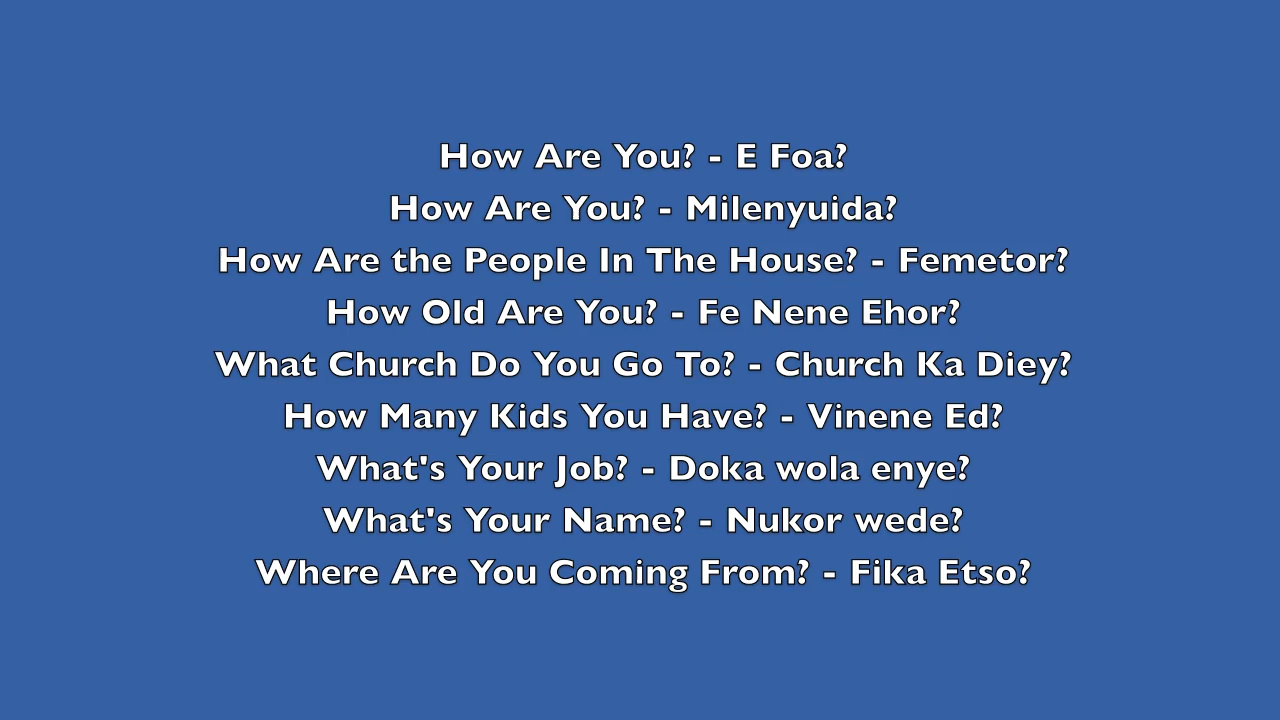 How Are You? - E Foa?
How Are You? - Milenyuida?
How Are the People In The House? - Femetor?
How Old Are You? - Fe Nene Ehor?
What Church Do You Go To? - Church Ka Diey?
How Many Kids You Have? - Vinene Ed?
What's Your Job? - Doka wola enye?
What's Your Name? - Nukor wede?
Where Are You Coming From? - Fika Etso?